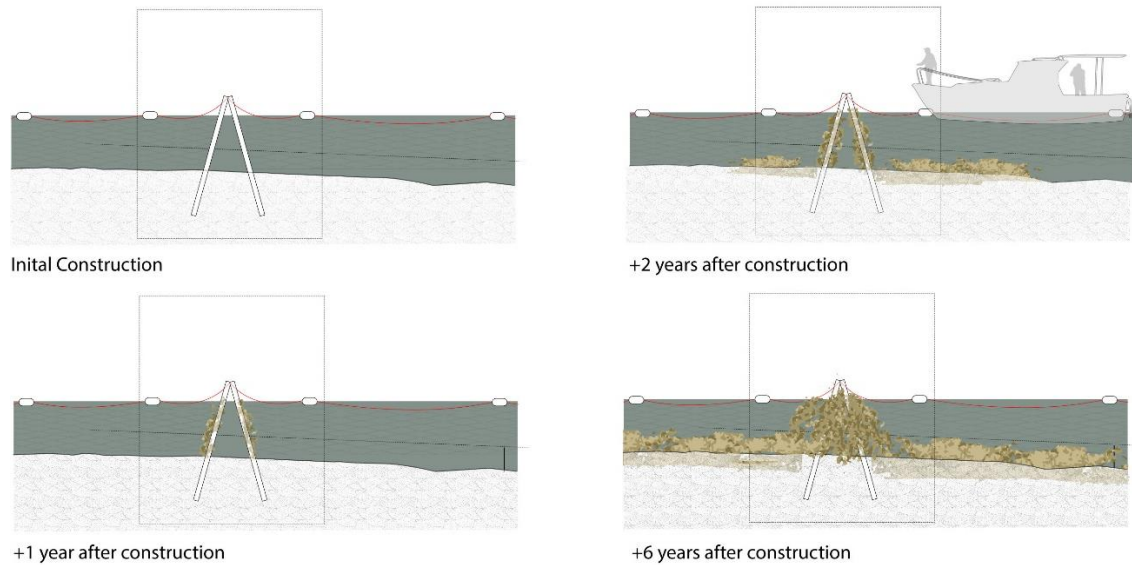 Inital Construction
+2 years after construction
+1 year after construction
+6 years after construction